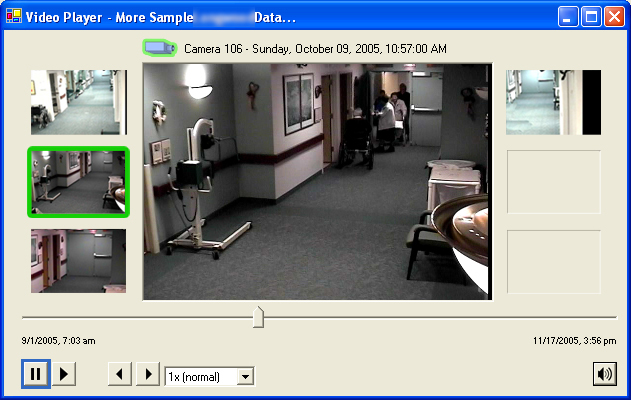 Video Player - More Sample Data...
Camera 106 - Sunday, October 09, 2005, 10:57:00 AM
9/1/2005, 7:03 am
11/17/2005, 3:56 pm
1x (normal)